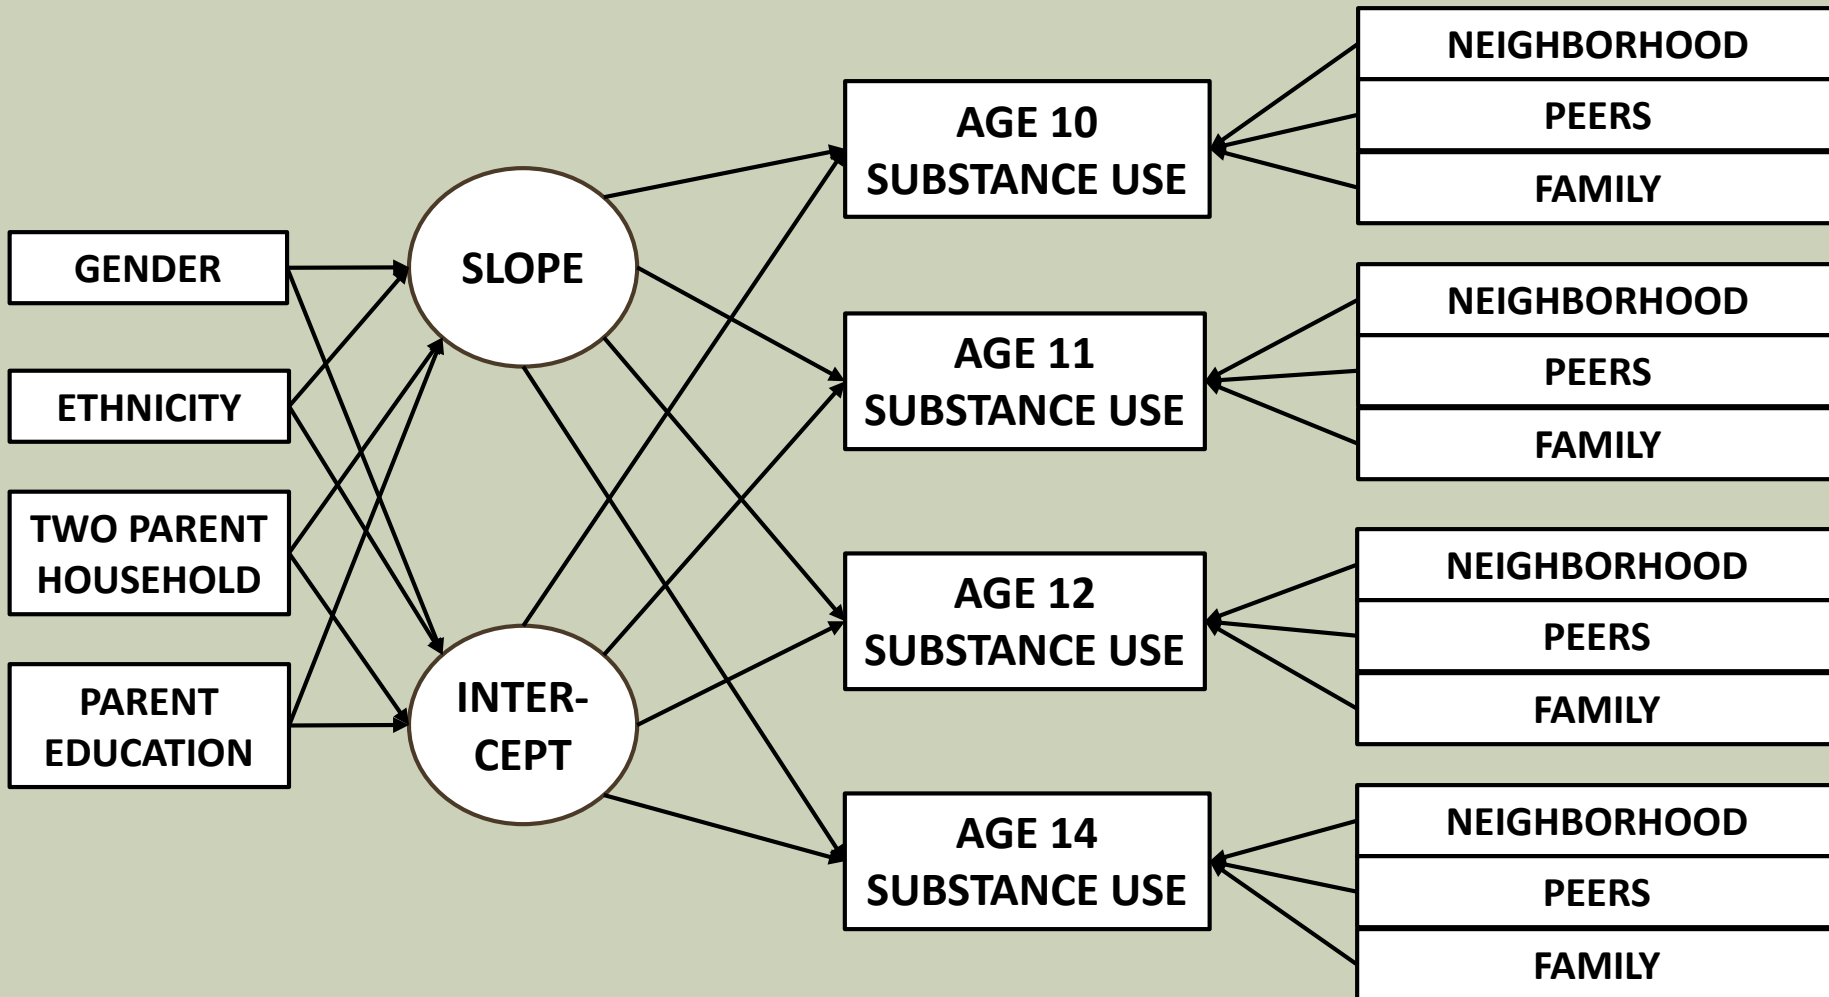 GENDER
ETHNICITY
TWO PARENT
HOUSEHOLD
PARENT
EDUCATION
SLOPE
INTER-
CEPT
AGE 10
SUBSTANCE USE
AGE 11
SUBSTANCE USE
AGE 12
SUBSTANCE USE
AGE 14
SUBSTANCE USE
NEIGHBORHOOD
PEERS
FAMILY
NEIGHBORHOOD
PEERS
FAMILY
NEIGHBORHOOD
PEERS
FAMILY
NEIGHBORHOOD
PEERS
FAMILY